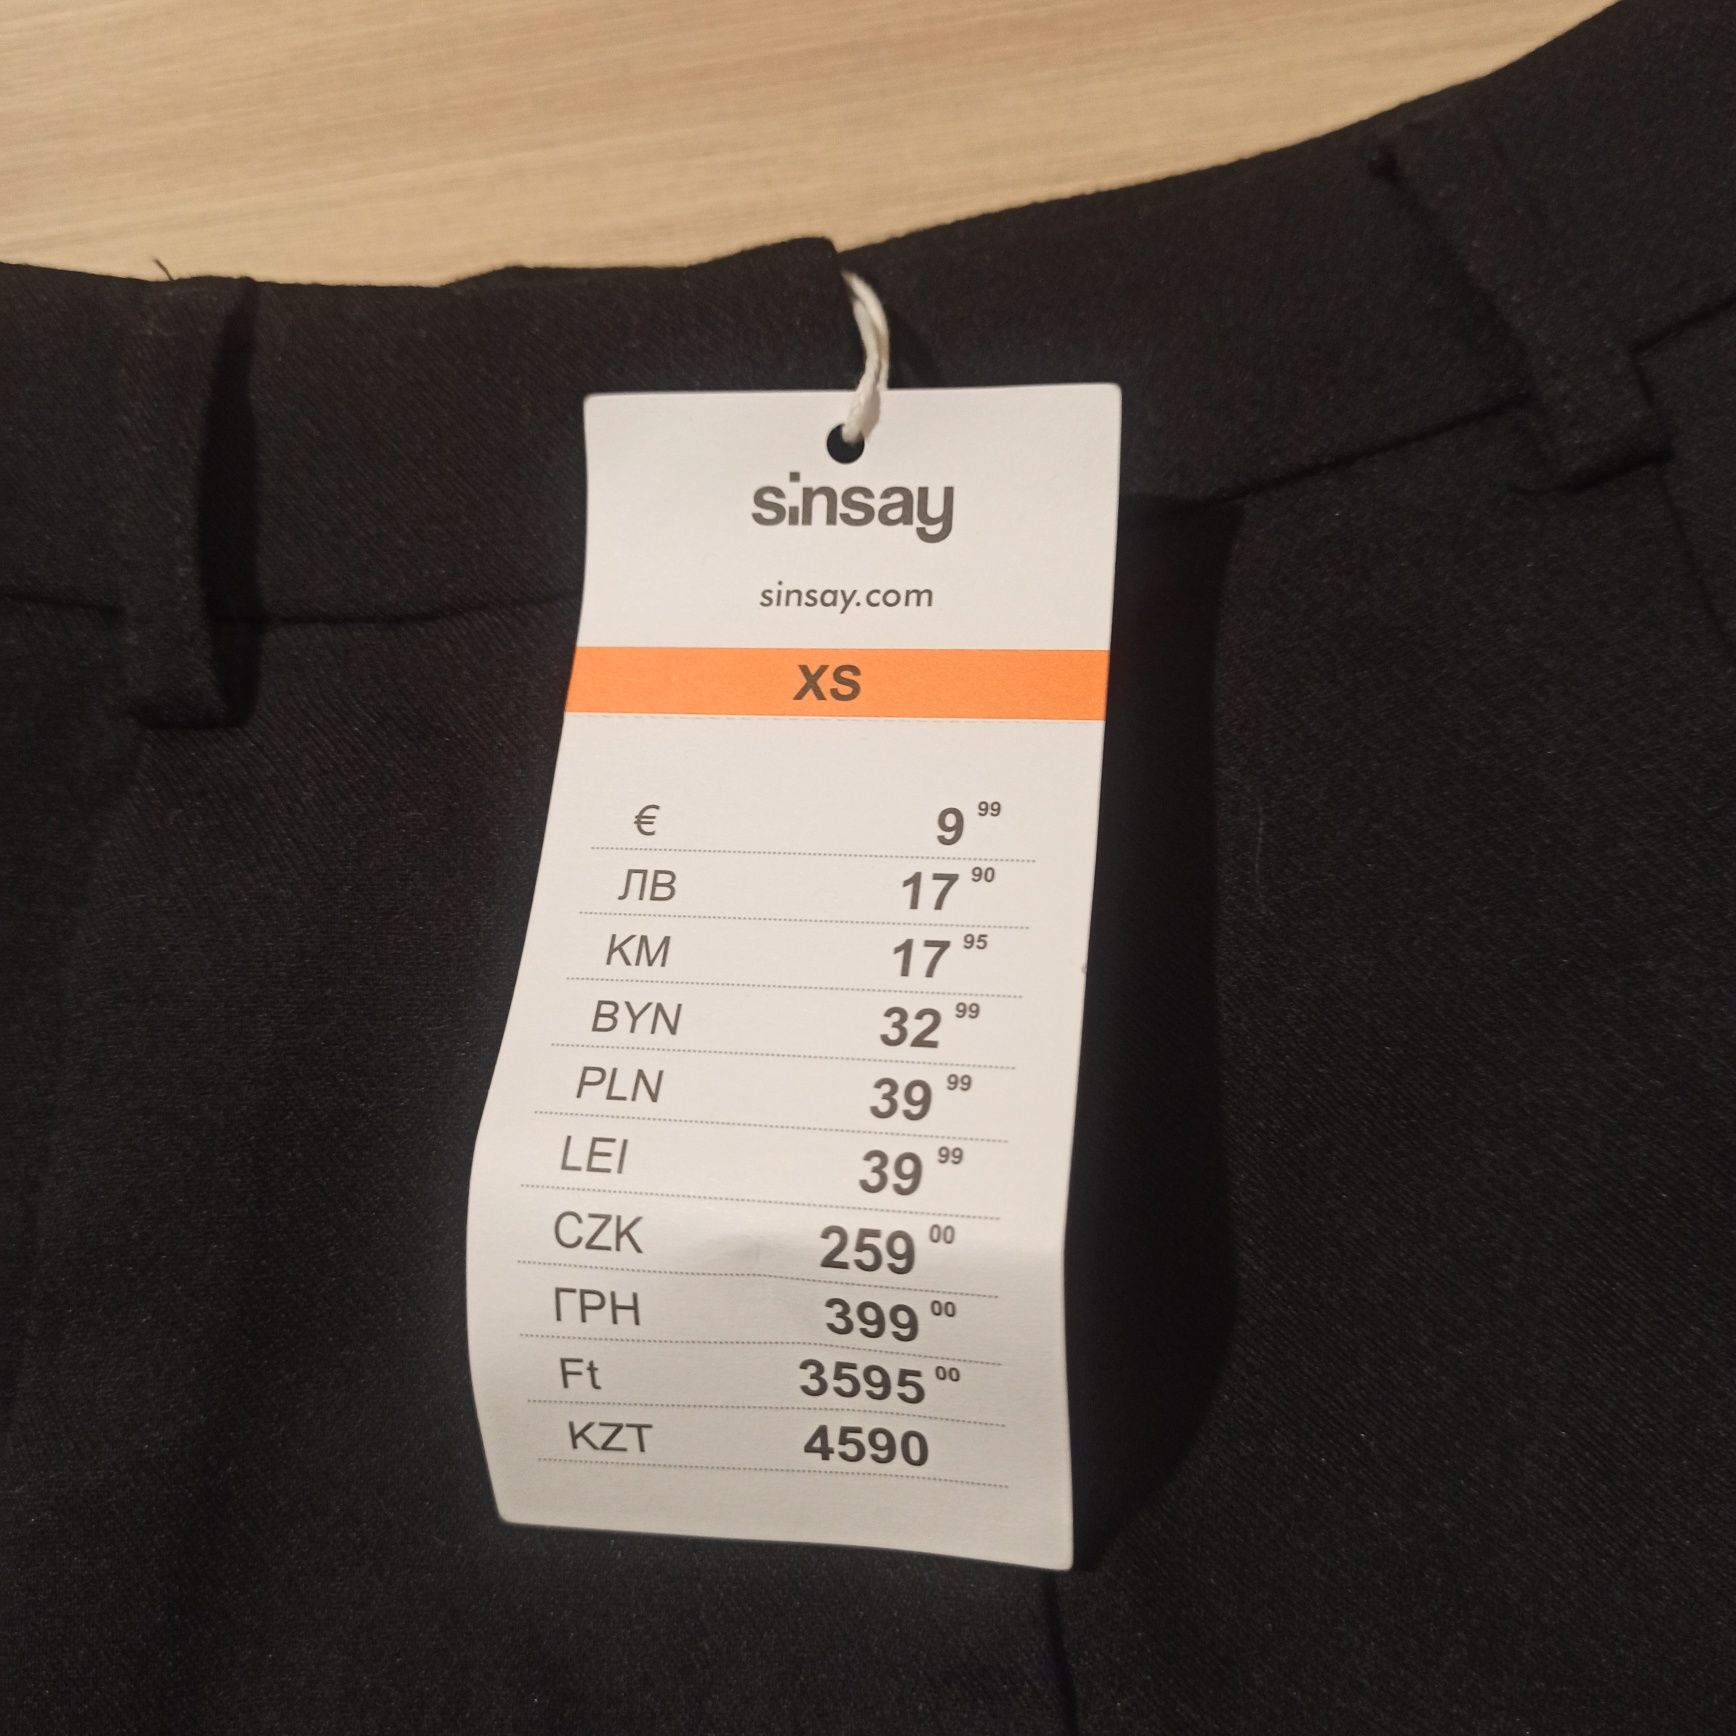 sinsay
sinsay.com
XS
€ 9 99
ЛВ 17 90
KM 17 95
BYN 32 99
PLN 39 99
LEI 39 99
CZK 259 00
ГРН 399 00
Ft 3595 00
KZT 4590